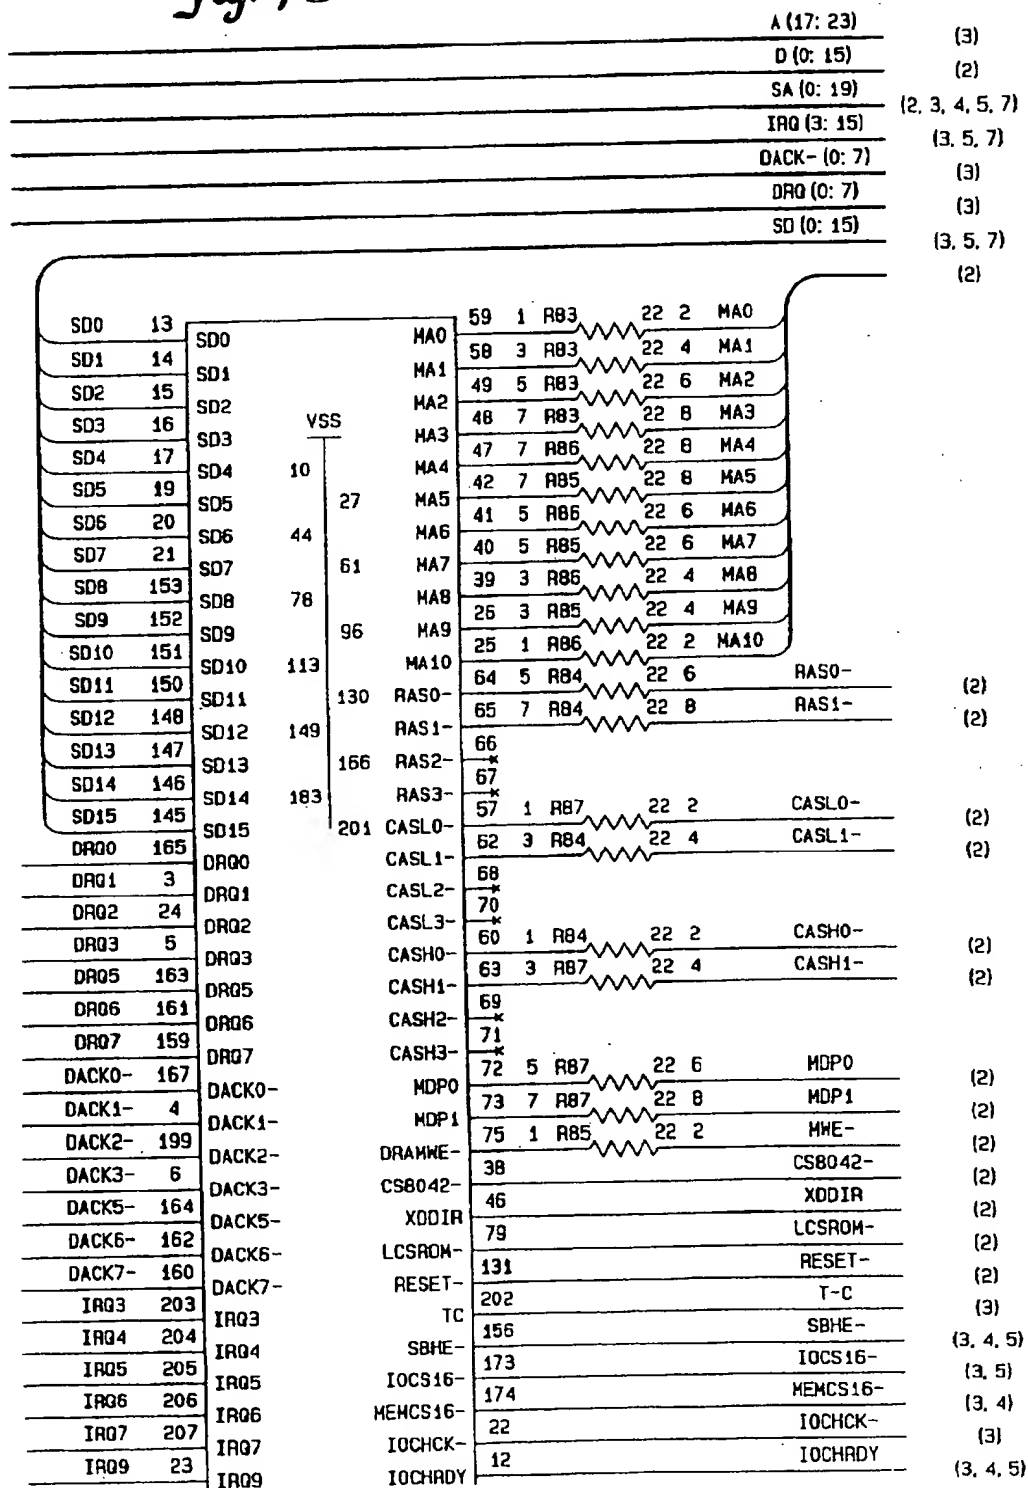 A (17: 23) (3)
D (0: 15) (2)
SA (0: 19) (2, 3, 4, 5, 7)
IRQ (3: 15) (3, 5, 7)
DACK- (0: 7) (3)
DRQ (0: 7) (3)
SD (0: 15) (3, 5, 7)
(2)
SD0 13 SD0 MA0 59 1 R83 22 2 MA0
SD1 14 SD1 MA1 58 3 R83 22 4 MA1
SD2 15 SD2 MA2 49 5 R83 22 6 MA2
SD3 16 SD3 VSS MA3 48 7 R83 22 8 MA3
SD4 17 SD4 10 MA4 47 7 R86 22 8 MA4
SD5 19 SD5 27 MA5 42 7 R85 22 8 MA5
SD6 20 SD6 44 MA6 41 5 R86 22 6 MA6
SD7 21 SD7 61 MA7 40 5 R85 22 6 MA7
SD8 153 SD8 78 MA8 39 3 R86 22 4 MA8
SD9 152 SD9 96 MA9 26 3 R85 22 4 MA9
SD10 151 SD10 113 MA10 25 1 R86 22 2 MA10
SD11 150 SD11 130 RAS0- 64 5 R84 22 6 RAS0- (2)
SD12 148 SD12 149 RAS1- 65 7 R84 22 8 RAS1- (2)
SD13 147 SD13 166 RAS2- 66
SD14 146 SD14 183 RAS3- 67
SD15 145 SD15 201 CASL0- 57 1 R87 22 2 CASL0- (2)
DRQ0 165 DRQ0 CASL1- 62 3 R84 22 4 CASL1- (2)
DRQ1 3 DRQ1 CASL2- 68
DRQ2 24 DRQ2 CASL3- 70
DRQ3 5 DRQ3 CASH0- 60 1 R84 22 2 CASH0- (2)
DRQ5 163 DRQ5 CASH1- 63 3 R87 22 4 CASH1- (2)
DRQ6 161 DRQ6 CASH2- 69
DRQ7 159 DRQ7 CASH3- 71
DACK0- 167 DACK0- MDP0 72 5 R87 22 6 MDP0 (2)
DACK1- 4 DACK1- MDP1 73 7 R87 22 8 MDP1 (2)
DACK2- 199 DACK2- DRAMWE- 75 1 R85 22 2 MWE- (2)
DACK3- 6 DACK3- CS8042- 38 CS8042- (2)
DACK5- 164 DACK5- XDDIR 46 XDDIR (2)
DACK6- 162 DACK6- LCSROM- 79 LCSROM- (2)
DACK7- 160 DACK7- RESET- 131 RESET- (2)
IRQ3 203 IRQ3 TC 202 T-C (3)
IRQ4 204 IRQ4 SBHE- 156 SBHE- (3, 4, 5)
IRQ5 205 IRQ5 IOCS16- 173 IOCS16- (3, 5)
IRQ6 206 IRQ6 MEMCS16- 174 MEMCS16- (3, 4)
IRQ7 207 IRQ7 IOCHCK- 22 IOCHCK- (3)
IRQ9 23 IRQ9 IOCHRDY 12 IOCHRDY (3, 4, 5)